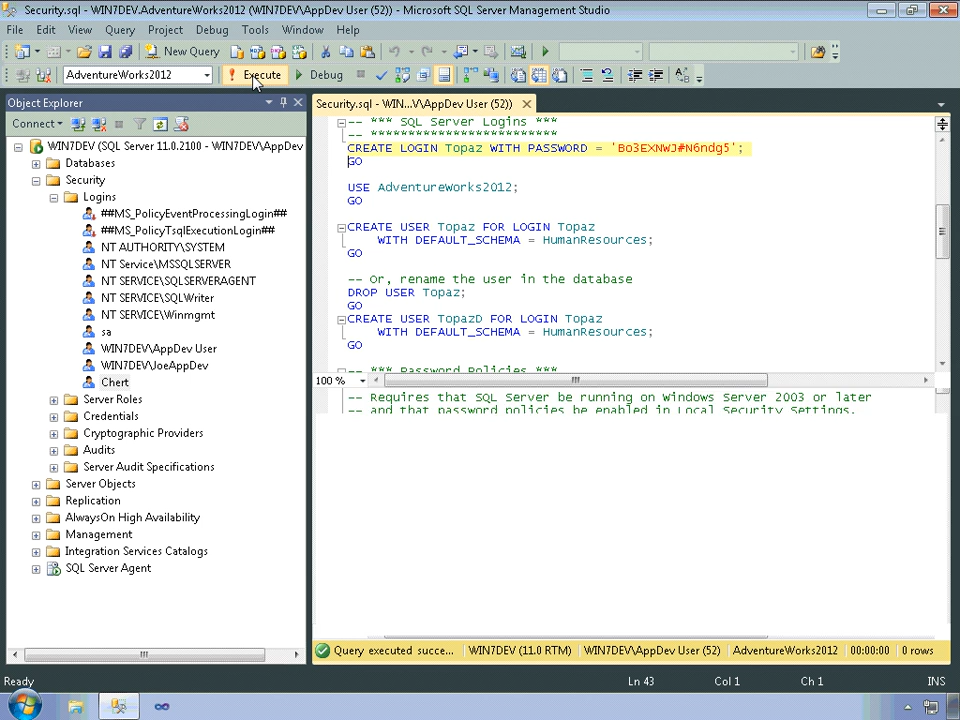 Security.sql - WIN7DEV.AdventureWorks2012 (WIN7DEV\AppDev User (52)) - Microsoft SQL Server Management Studio
File Edit View Query Project Debug Tools Window Help
New Query
AdventureWorks2012 Execute Debug
Object Explorer
Connect
WIN7DEV (SQL Server 11.0.2100 - WIN7DEV\AppDev
Databases
Security
Logins
##MS_PolicyEventProcessingLogin##
##MS_PolicyTsqlExecutionLogin##
NT AUTHORITY\SYSTEM
NT Service\MSSQLSERVER
NT SERVICE\SQLSERVERAGENT
NT SERVICE\SQLWriter
NT SERVICE\Winmgmt
sa
WIN7DEV\AppDev User
WIN7DEV\JoeAppDev
Chert
Server Roles
Credentials
Cryptographic Providers
Audits
Server Audit Specifications
Server Objects
Replication
AlwaysOn High Availability
Management
Integration Services Catalogs
SQL Server Agent
Security.sql - WIN...V\AppDev User (52))
-- *** SQL Server Logins ***
-- *************************
CREATE LOGIN Topaz WITH PASSWORD = 'Bo3EXNWJ#N6ndg5';
GO
USE AdventureWorks2012;
GO
CREATE USER Topaz FOR LOGIN Topaz
WITH DEFAULT_SCHEMA = HumanResources;
GO
-- Or, rename the user in the database
DROP USER Topaz;
GO
CREATE USER TopazD FOR LOGIN Topaz
WITH DEFAULT_SCHEMA = HumanResources;
GO
-- *** Password Policies ***
100 %
-- Requires that SQL Server be running on Windows Server 2003 or later
-- and that password policies be enabled in Local Security Settings.
Query executed succe... WIN7DEV (11.0 RTM) WIN7DEV\AppDev User (52) AdventureWorks2012 00:00:00 0 rows
Ready Ln 43 Col 1 Ch 1 INS